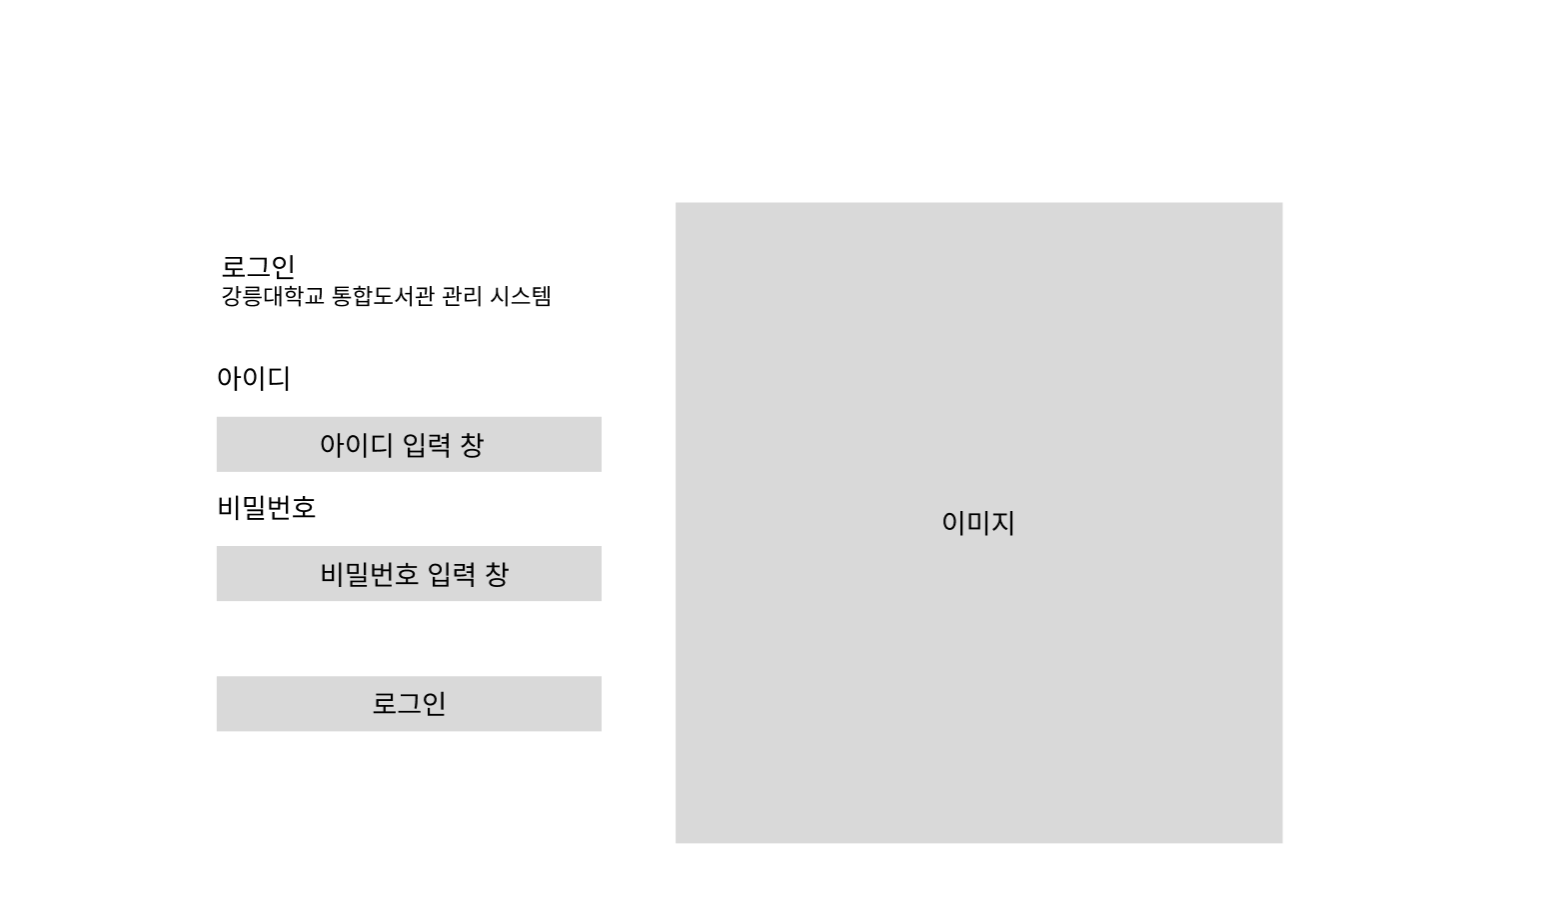 로그인
강릉대학교 통합도서관 관리 시스템
아이디
아이디 입력 창
비밀번호
비밀번호 입력 창
로그인
이미지